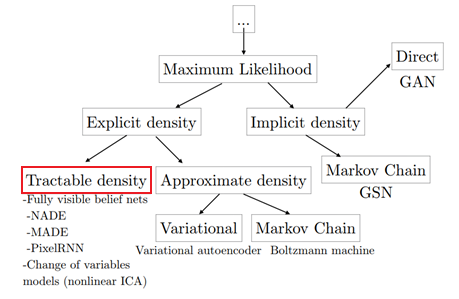 ...
Maximum Likelihood
Direct
GAN
Explicit density
Implicit density
Tractable density
-Fully visible belief nets
-NADE
-MADE
-PixelRNN
-Change of variables
models (nonlinear ICA)
Approximate density
Markov Chain
GSN
Variational
Variational autoencoder
Markov Chain
Boltzmann machine